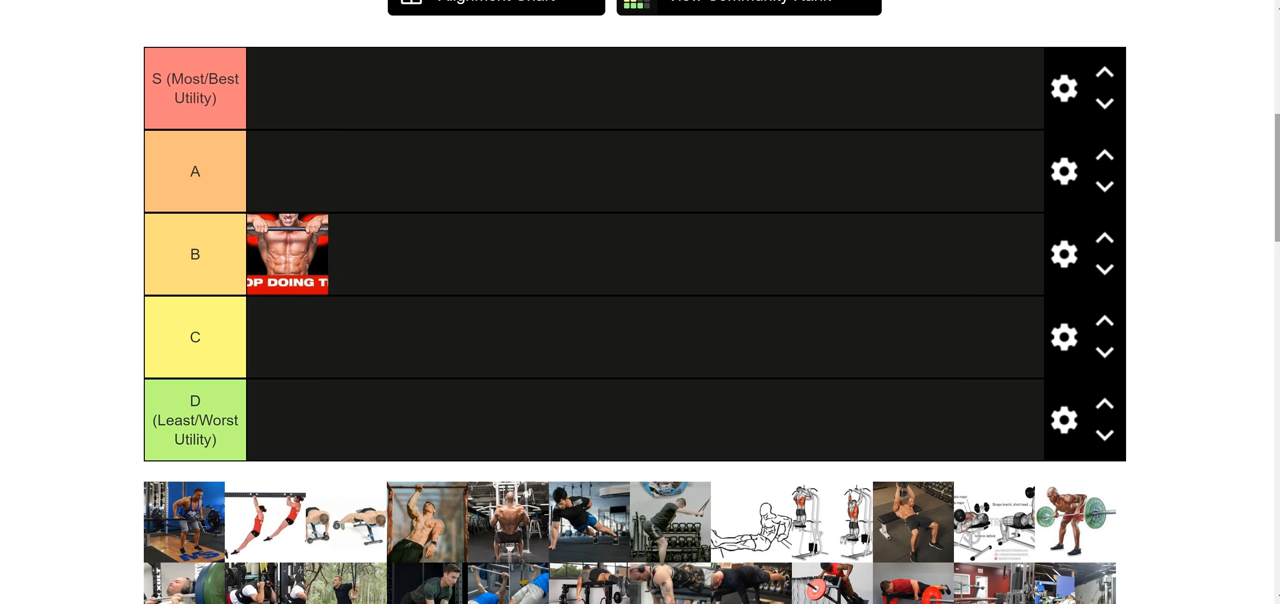 S (Most/Best
Utility)
A
B
OP DOING T
C
D
(Least/Worst
Utility)